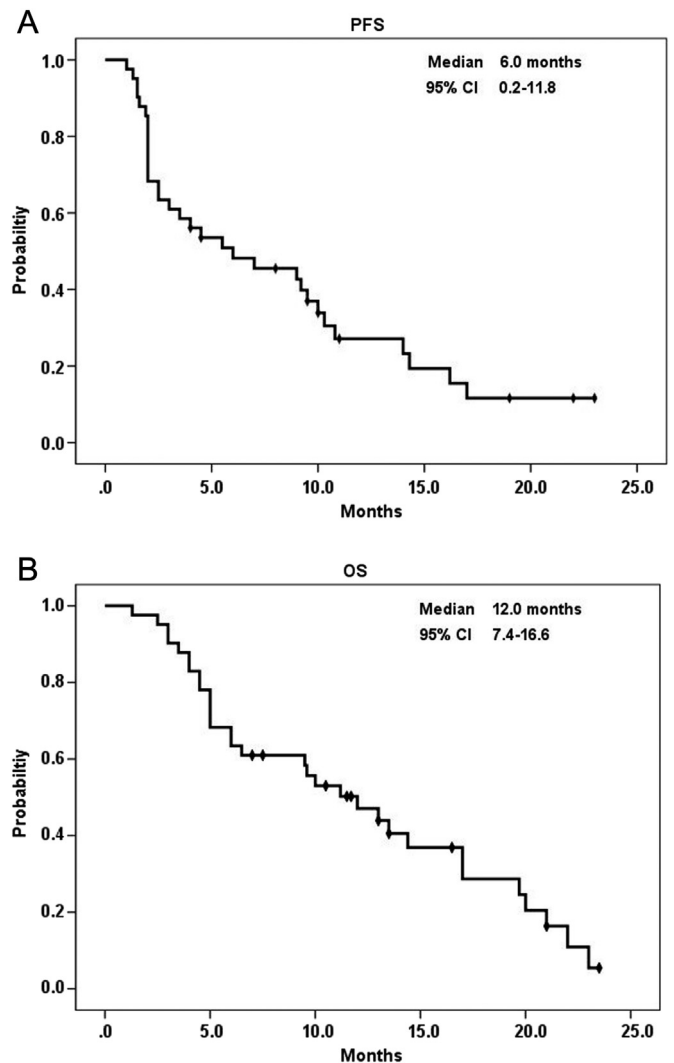 A
PFS
Median 6.0 months
95% CI 0.2-11.8
1.0
0.8
0.6
0.4
0.2
0.0
Probabiltiy
.0 5.0 10.0 15.0 20.0 25.0
Months
B
OS
Median 12.0 months
95% CI 7.4-16.6
1.0
0.8
0.6
0.4
0.2
0.0
Probabiltiy
.0 5.0 10.0 15.0 20.0 25.0
Months